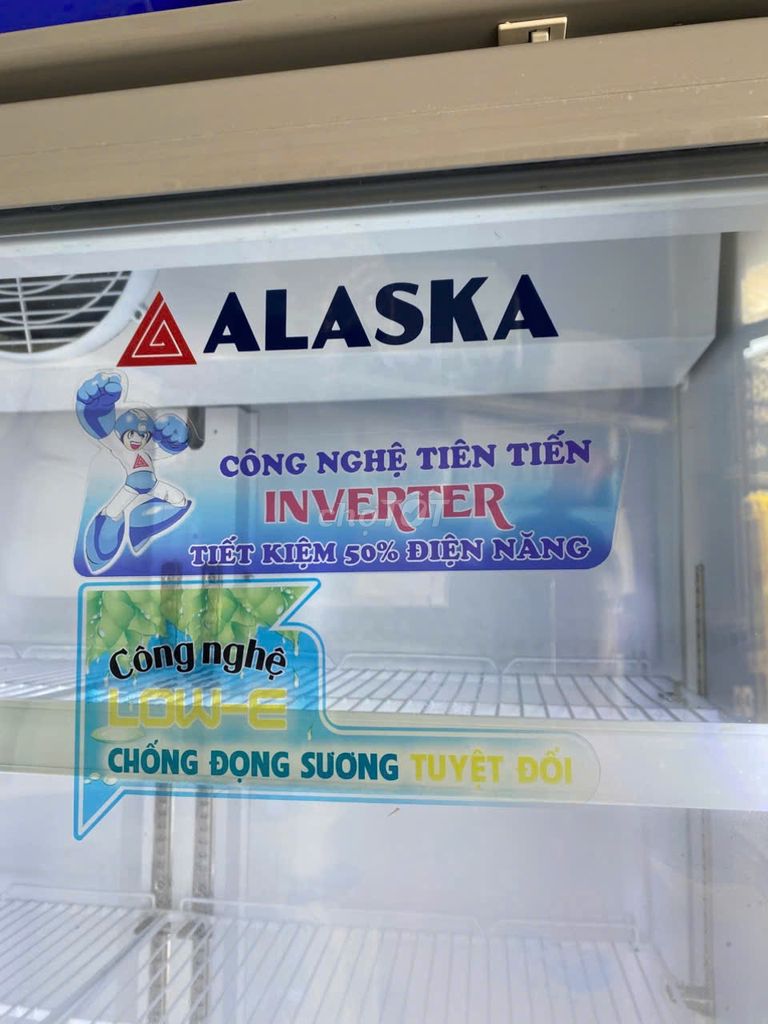 ALASKA
CÔNG NGHỆ TIÊN TIẾN
INVERTER
chợTỐT
TIẾT KIỆM 50% ĐIỆN NĂNG
Công nghệ
LOW-E
CHỐNG ĐỌNG SƯƠNG TUYỆT ĐỐI